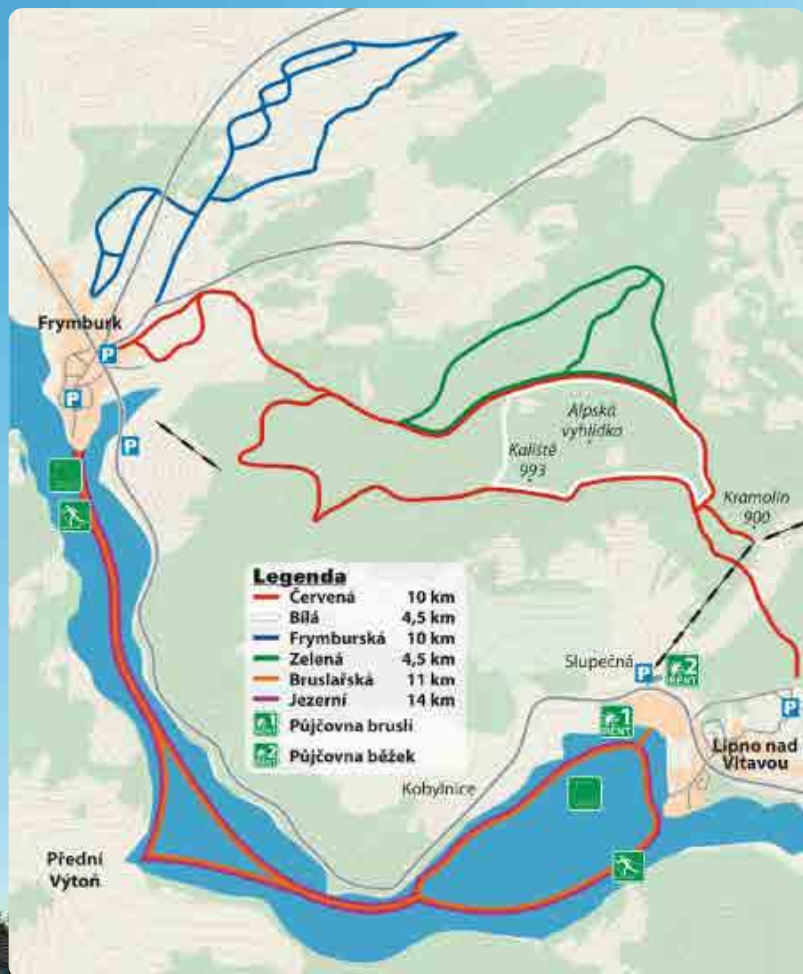 Frymburk
P
P
P
Alpská
vyhlídka
Kaliště
993
Kramolín
900
Legenda
Červená 10 km
Bílá 4,5 km
Frymburská 10 km
Zelená 4,5 km
Bruslařská 11 km
Jezerní 14 km
1 Půjčovna bruslí
2 Půjčovna běžek
Slupečná
P
2
RENT
P
1
RENT
Lipno nad
Vltavou
Kobylnice
Přední
Výtoň